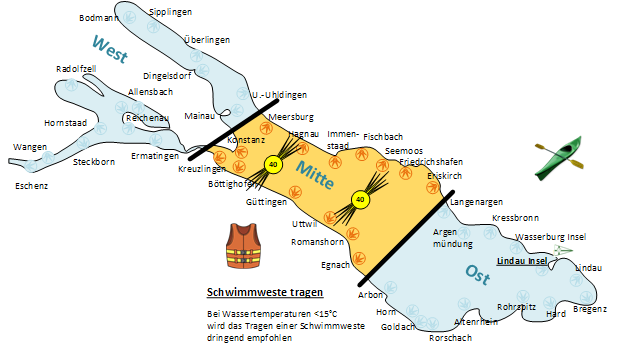 Sipplingen
Bodmann
Überlingen
West
Radolfzell
Dingelsdorf
Allensbach
U.-Uhldingen
Mainau
Meersburg
Hornstaad
Reichenau
Hagnau
Immen-
staad
Fischbach
Konstanz
Wangen
Seemoos
Ermatingen
Steckborn
Friedrichshafen
Kreuzlingen
40
Mitte
Eriskirch
Eschenz
Böttighofen
Güttingen
40
Langenargen
Kressbronn
Uttwil
Argen
mündung
Wasserburg Insel
Romanshorn
Lindau Insel
Egnach
Ost
Lindau
Schwimmweste tragen
Arbon
Bei Wassertemperaturen <15°C
wird das Tragen einer Schwimmweste
dringend empfohlen
Horn
Goldach
Altenrhein
Rohrspitz
Hard
Bregenz
Rorschach